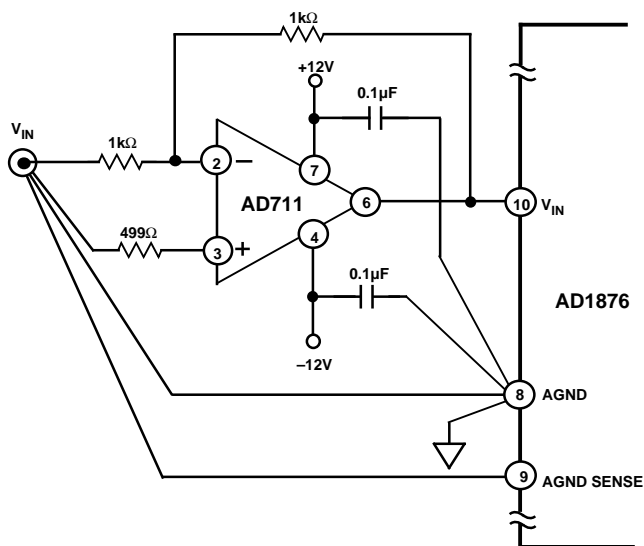 1kΩ
+12V
0.1µF
V_IN
1kΩ
2
−
7
AD711
6
10
V_IN
499Ω
3
+
4
0.1µF
AD1876
−12V
8
AGND
9
AGND SENSE